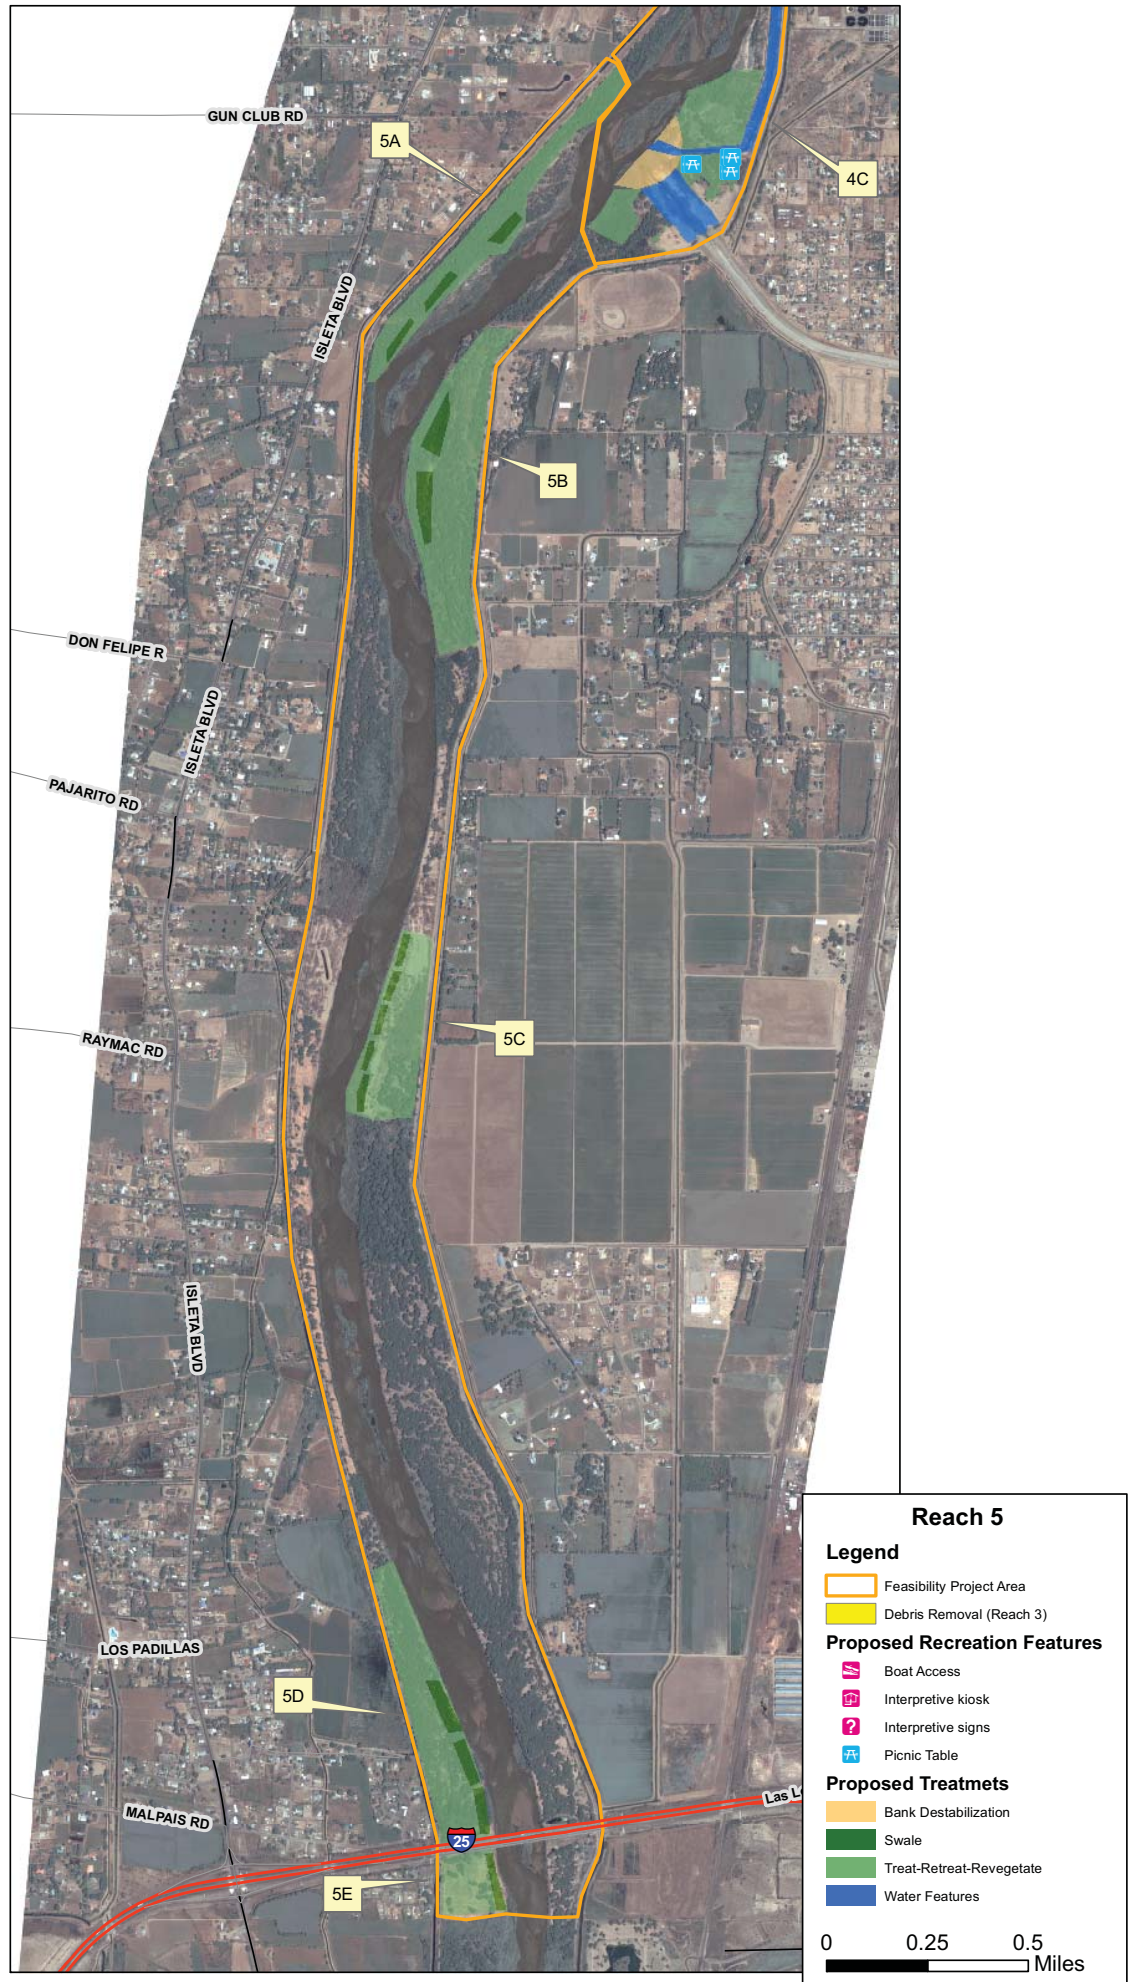 GUN CLUB RD
5A
4C
ISLETA BLVD
5B
DON FELIPE R
ISLETA BLVD
PAJARITO RD
RAYMAC RD
5C
ISLETA BLVD
LOS PADILLAS
5D
MALPAIS RD
25
Las L
5E
Reach 5
Legend
Feasibility Project Area
Debris Removal (Reach 3)
Proposed Recreation Features
Boat Access
Interpretive kiosk
? Interpretive signs
Picnic Table
Proposed Treatmets
Bank Destabilization
Swale
Treat-Retreat-Revegetate
Water Features
0 0.25 0.5
Miles